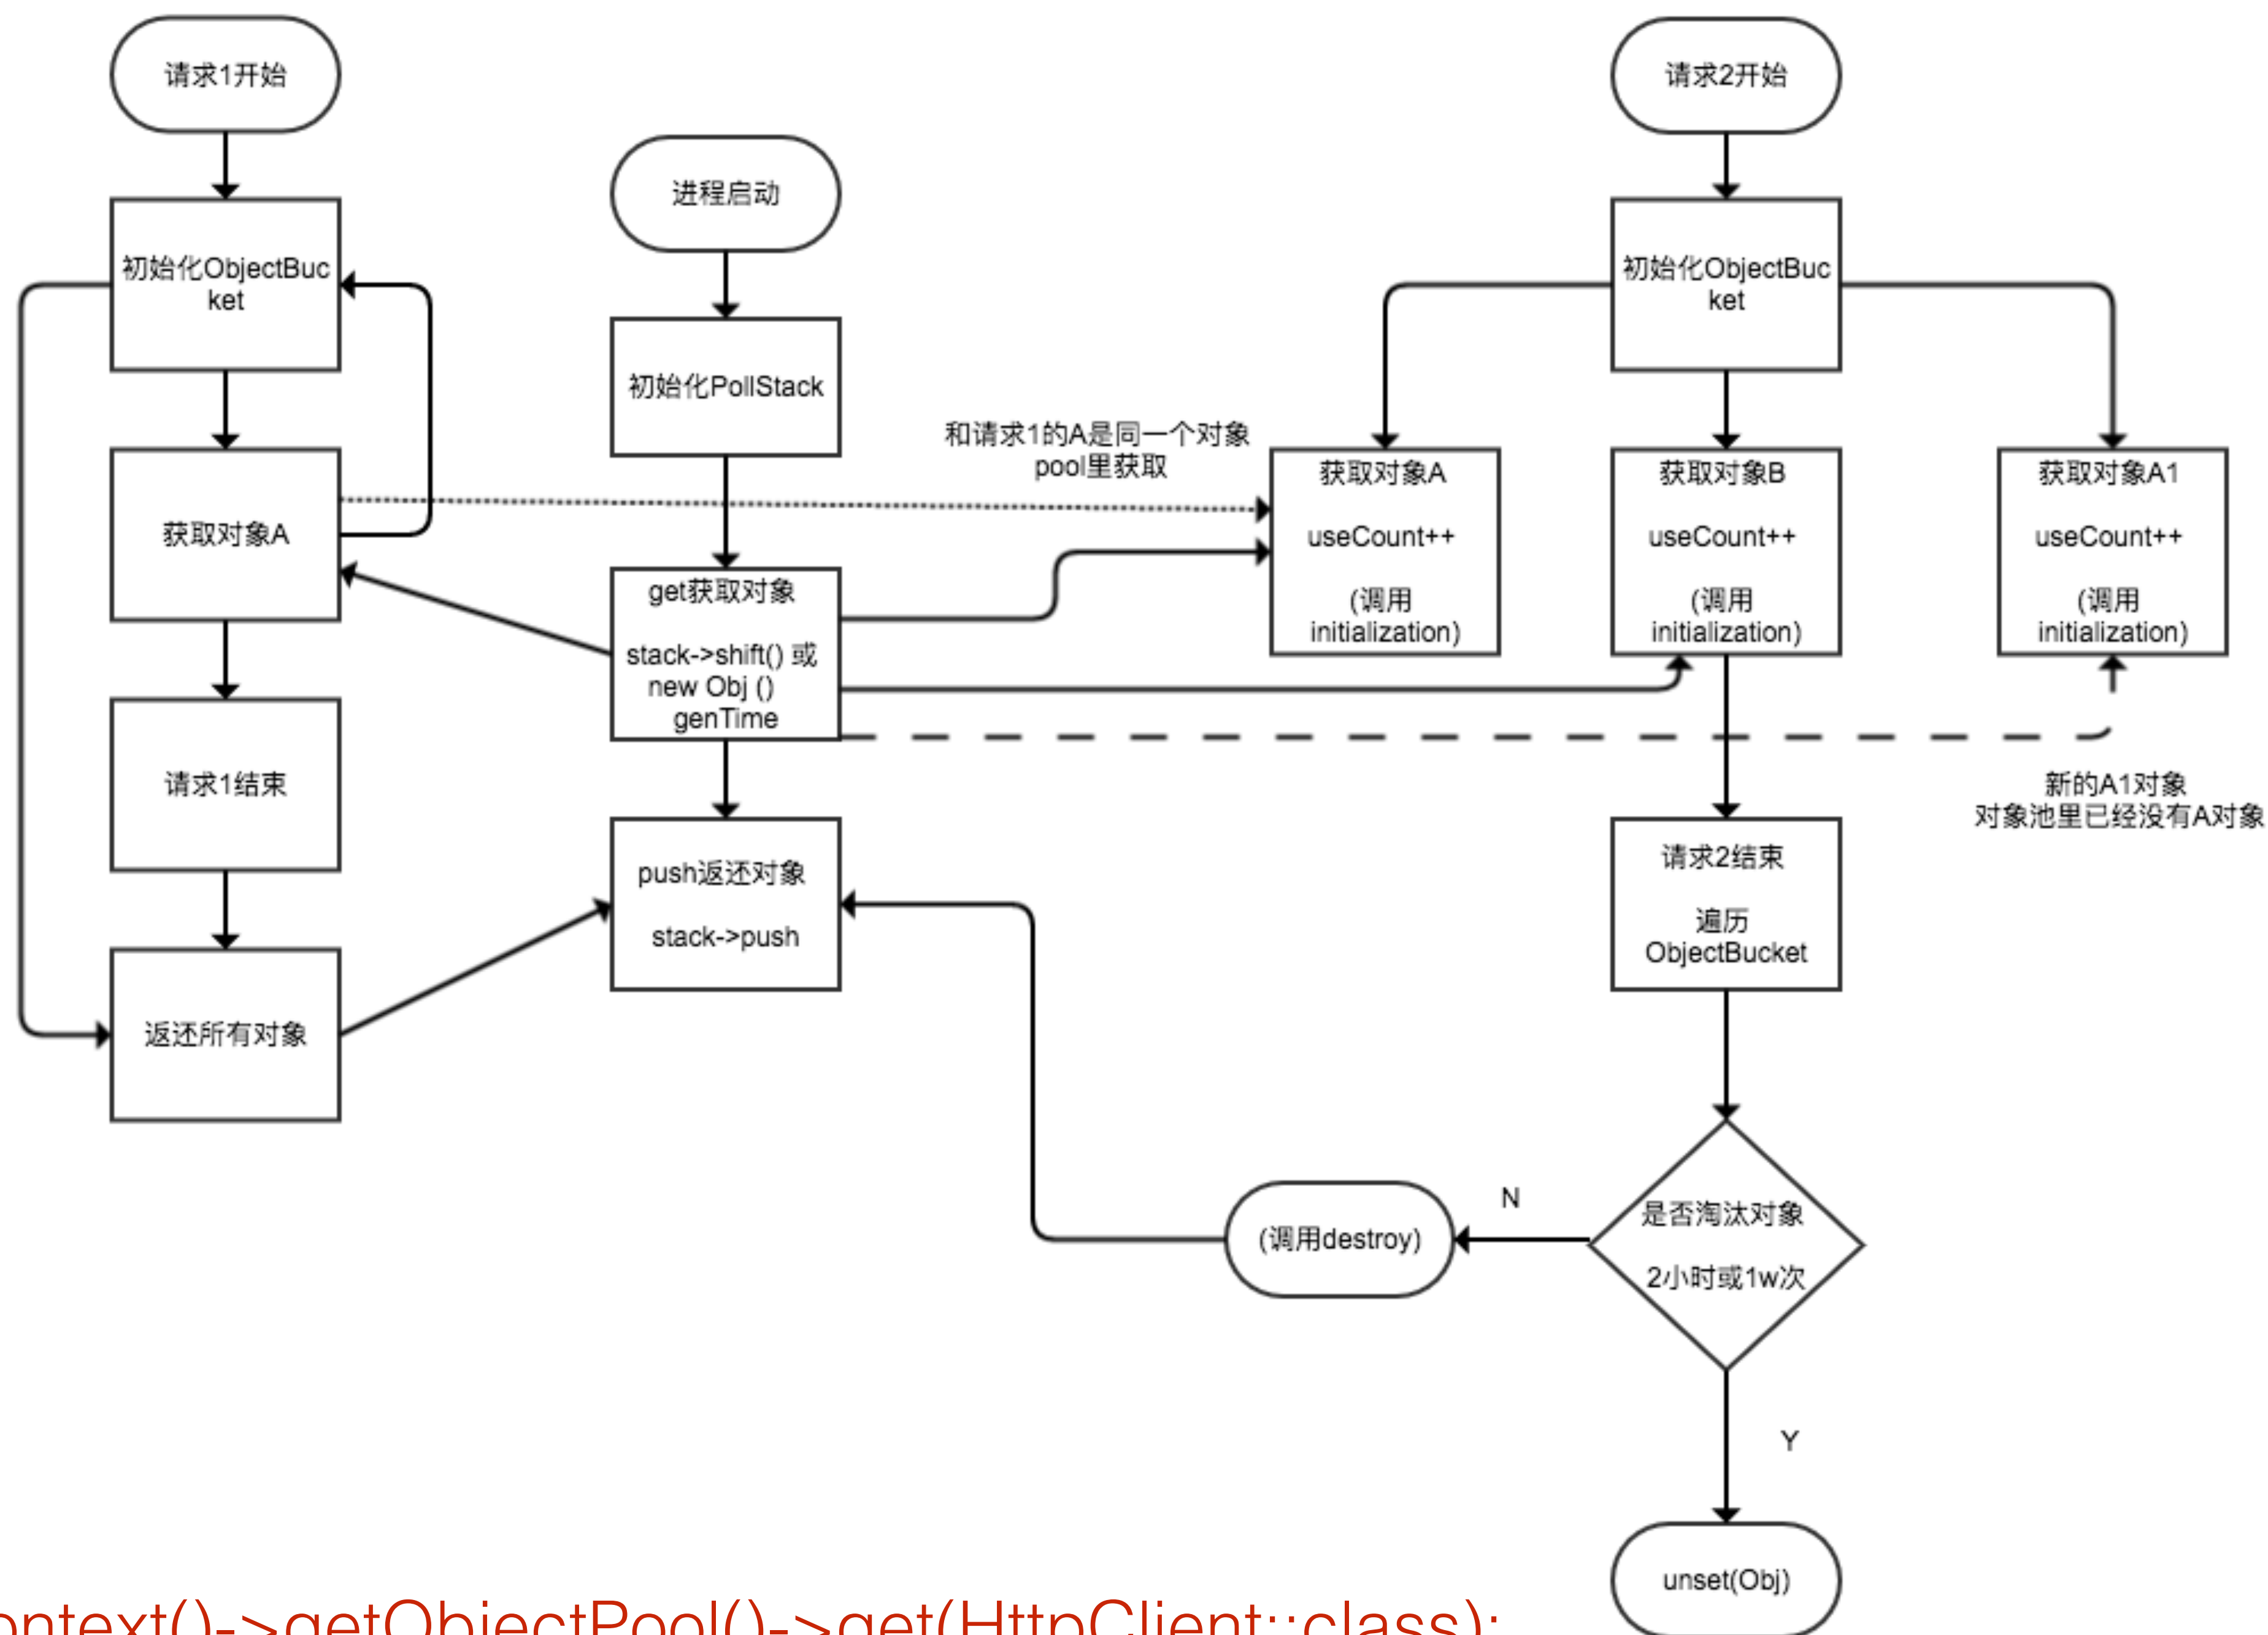 请求1开始
初始化ObjectBuc
ket
获取对象A
请求1结束
返还所有对象
进程启动
初始化PollStack
get获取对象
stack->shift() 或
new Obj ()
genTime
push返还对象
stack->push
和请求1的A是同一个对象
pool里获取
请求2开始
初始化ObjectBuc
ket
获取对象A
useCount++
(调用
initialization)
获取对象B
useCount++
(调用
initialization)
获取对象A1
useCount++
(调用
initialization)
新的A1对象
对象池里已经没有A对象
请求2结束
遍历
ObjectBucket
是否淘汰对象
2小时或1w次
N
(调用destroy)
Y
unset(Obj)
ontext()->getObjectPool()->get(HttpClient::class);